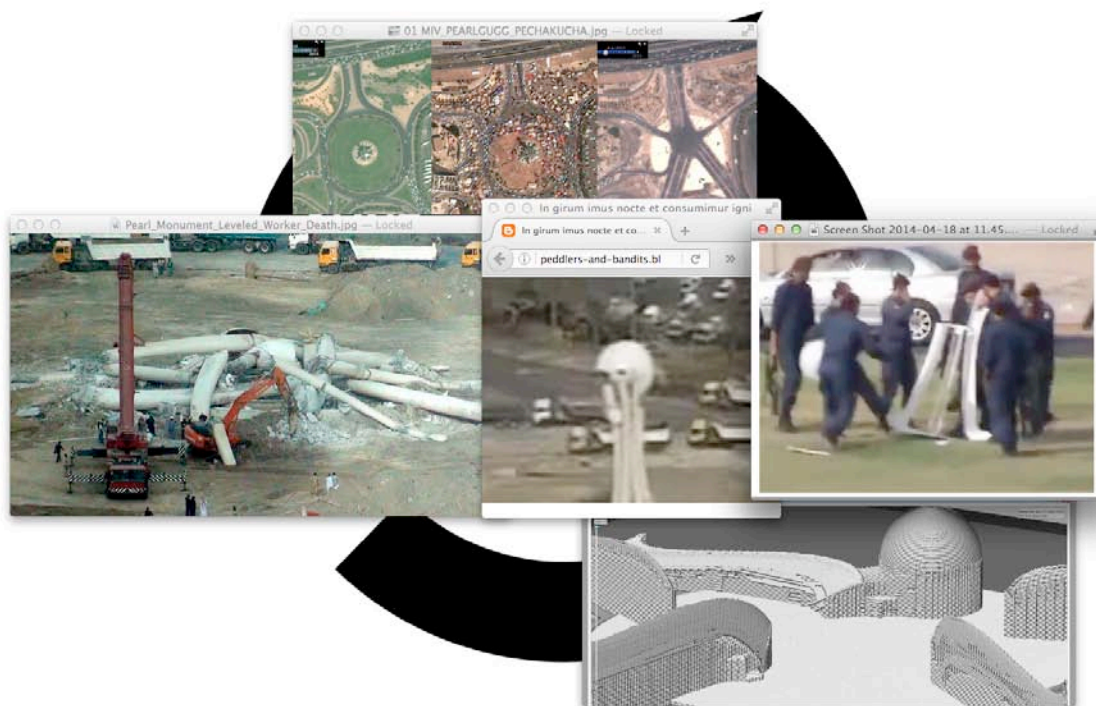 01 MIV_PEARLGUGG_PECHAKUCHA.jpg — Locked
Pearl_Monument_Leveled_Worker_Death.jpg — Locked
In girum imus nocte et consumimur igni
In girum imus nocte et co...
peddlers-and-bandits.bl
Screen Shot 2014-04-18 at 11.45.... — Locked